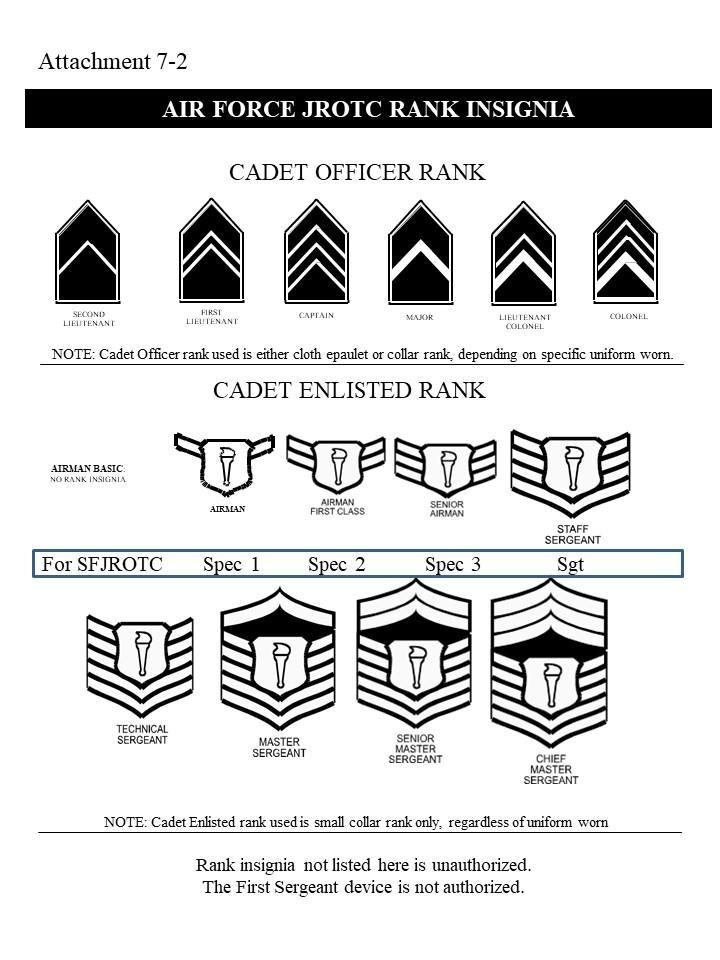 Attachment 7-2
AIR FORCE JROTC RANK INSIGNIA
CADET OFFICER RANK
SECOND
LIEUTENANT
FIRST
LIEUTENANT
CAPTAIN
MAJOR
LIEUTENANT
COLONEL
COLONEL
NOTE: Cadet Officer rank used is either cloth epaulet or collar rank, depending on specific uniform worn.
CADET ENLISTED RANK
AIRMAN BASIC:
NO RANK INSIGNIA
AIRMAN
AIRMAN
FIRST CLASS
SENIOR
AIRMAN
STAFF
SERGEANT
For SFJROTC Spec 1 Spec 2 Spec 3 Sgt
TECHNICAL
SERGEANT
MASTER
SERGEANT
SENIOR
MASTER
SERGEANT
CHIEF
MASTER
SERGEANT
NOTE: Cadet Enlisted rank used is small collar rank only, regardless of uniform worn
Rank insignia not listed here is unauthorized.
The First Sergeant device is not authorized.